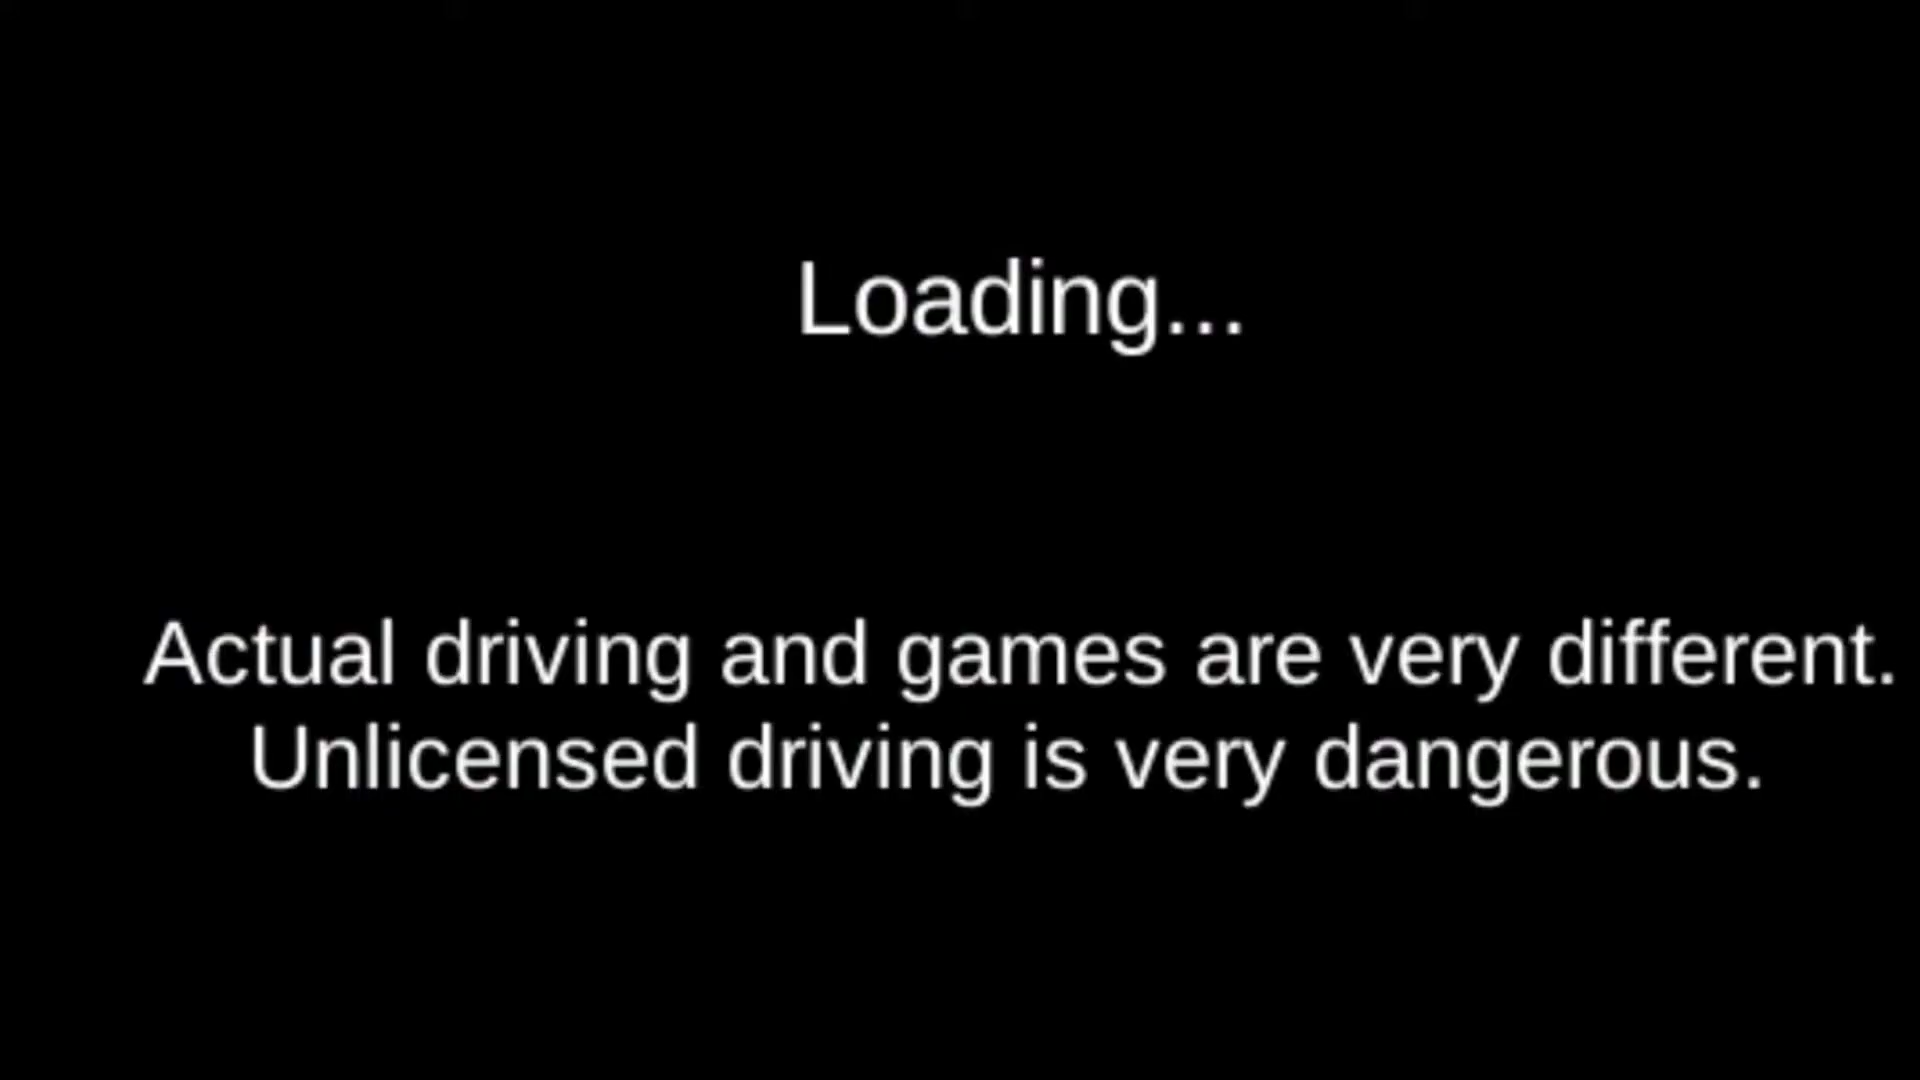 Loading...
Actual driving and games are very different.
Unlicensed driving is very dangerous.